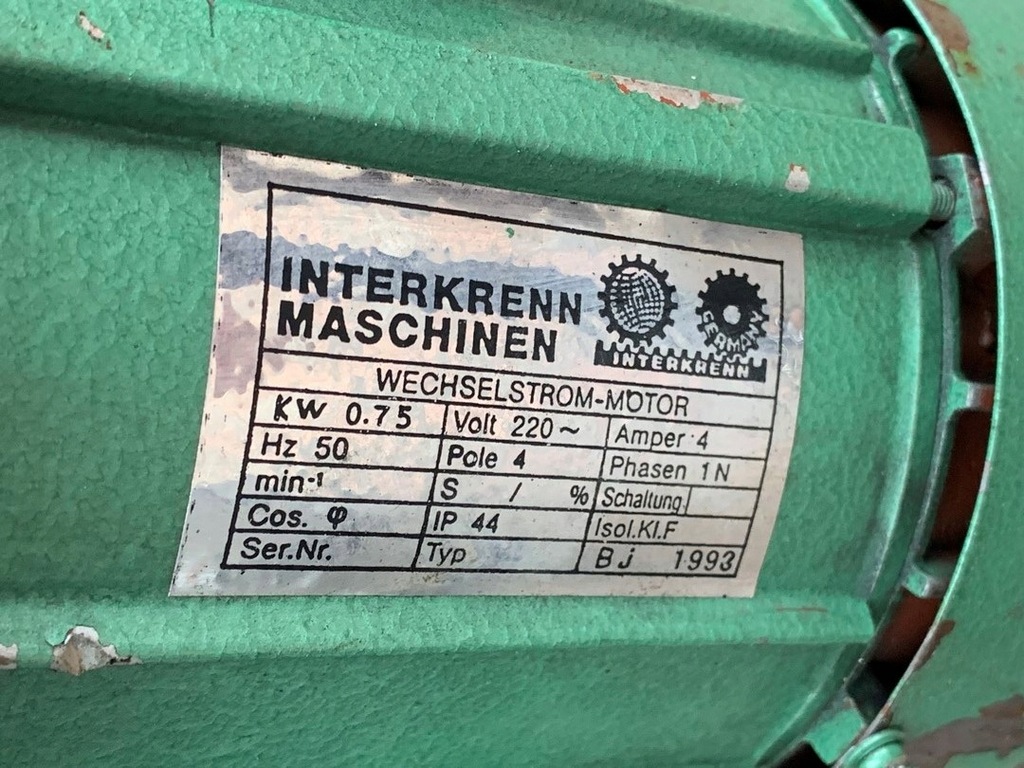 INTERKRENN
MASCHINEN
GERMANY
INTERKRENN
WECHSELSTROM-MOTOR
KW 0.75 Volt 220~ Amper 4
Hz 50 Pole 4 Phasen 1N
min-1 S / % Schaltung
Cos. φ IP 44 Isol.Kl.F
Ser.Nr. Typ BJ 1993